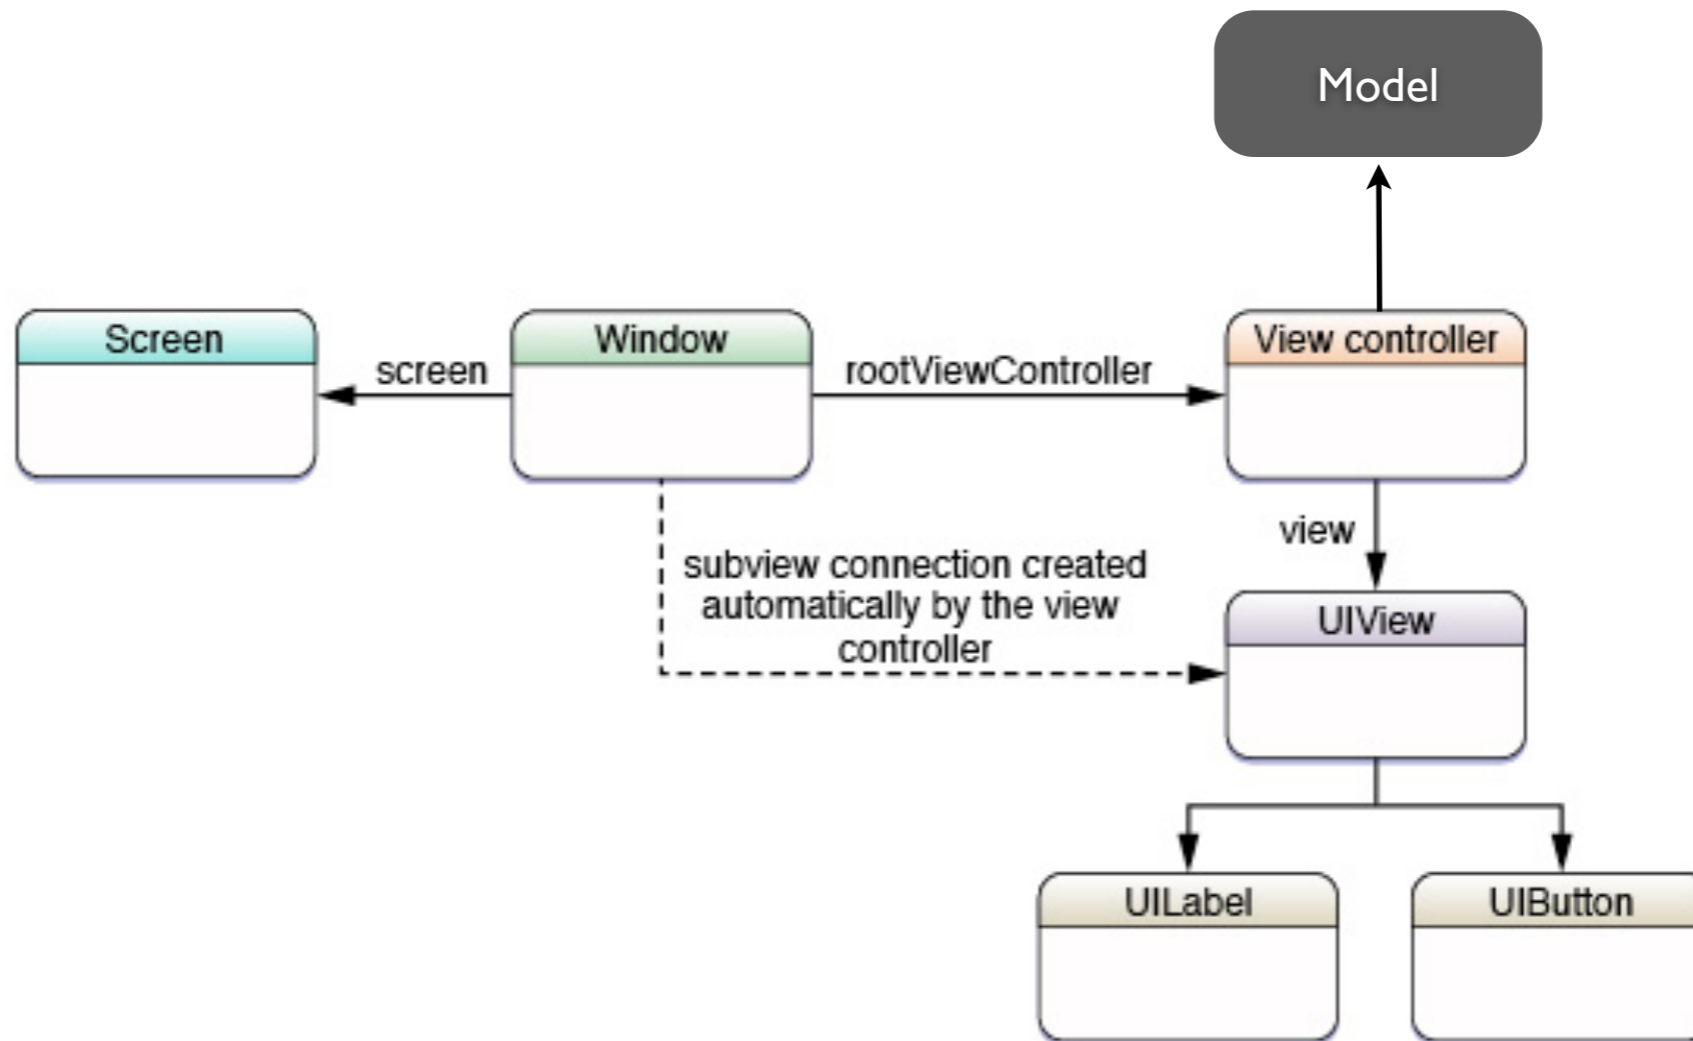 Model
Screen
screen
Window
rootViewController
View controller
view
subview connection created
automatically by the view
controller
UIView
UILabel
UIButton